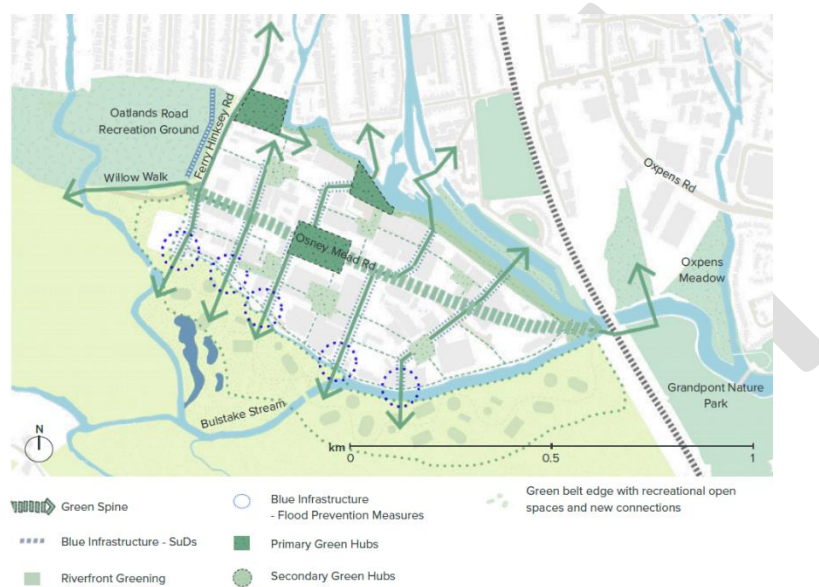 Oatlands Road
Recreation Ground
Ferry Hinksey Rd
Willow Walk
Oxpens Rd
Osney Mead Rd
Oxpens
Meadow
Grandpont Nature
Park
Bulstake Stream
N
km
0
0.5
1
Green Spine
Blue Infrastructure
- Flood Prevention Measures
Green belt edge with recreational open
spaces and new connections
Blue Infrastructure - SuDs
Primary Green Hubs
Riverfront Greening
Secondary Green Hubs